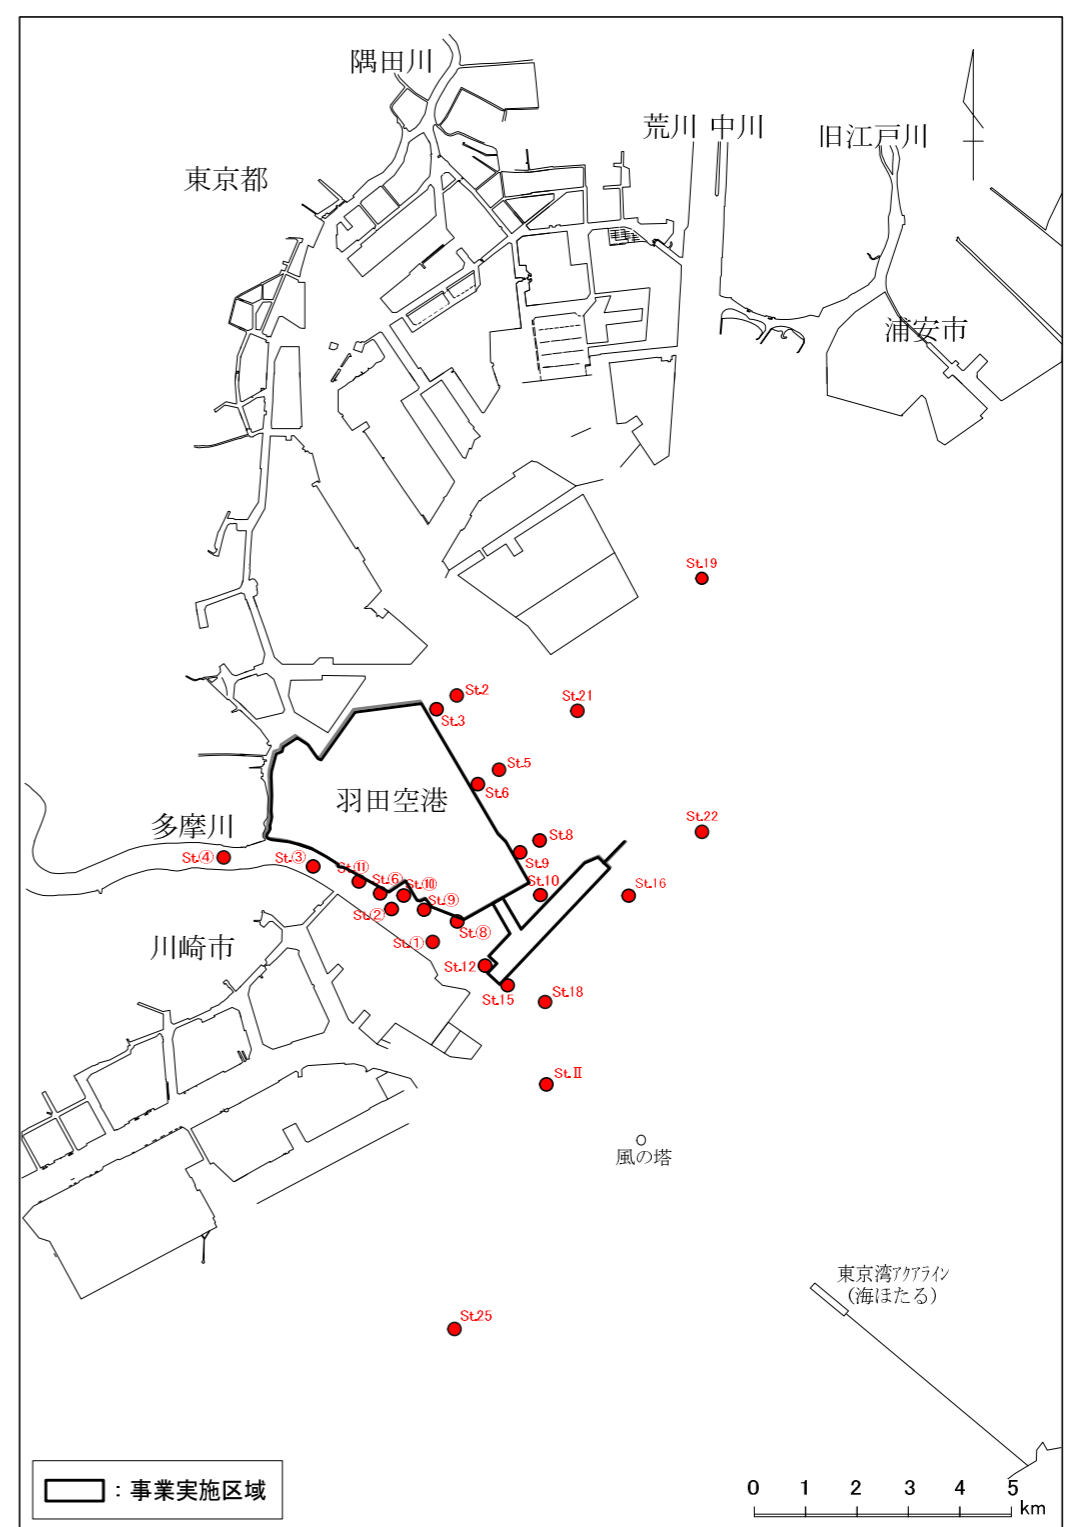 隅田川
荒川 中川
旧江戸川
東京都
浦安市
St.19
St.2
St.3
St.21
St.5
St.6
羽田空港
多摩川
St.22
St.8
St.9
St.④
St.③
St.⑪
St.⑥
St.⑩
St.10
St.16
St.②
St.⑨
St.⑧
川崎市
St.①
St.12
St.15
St.18
St.Ⅱ
風の塔
東京湾アクアライン
(海ほたる)
St.25
:事業実施区域
0 1 2 3 4 5
km